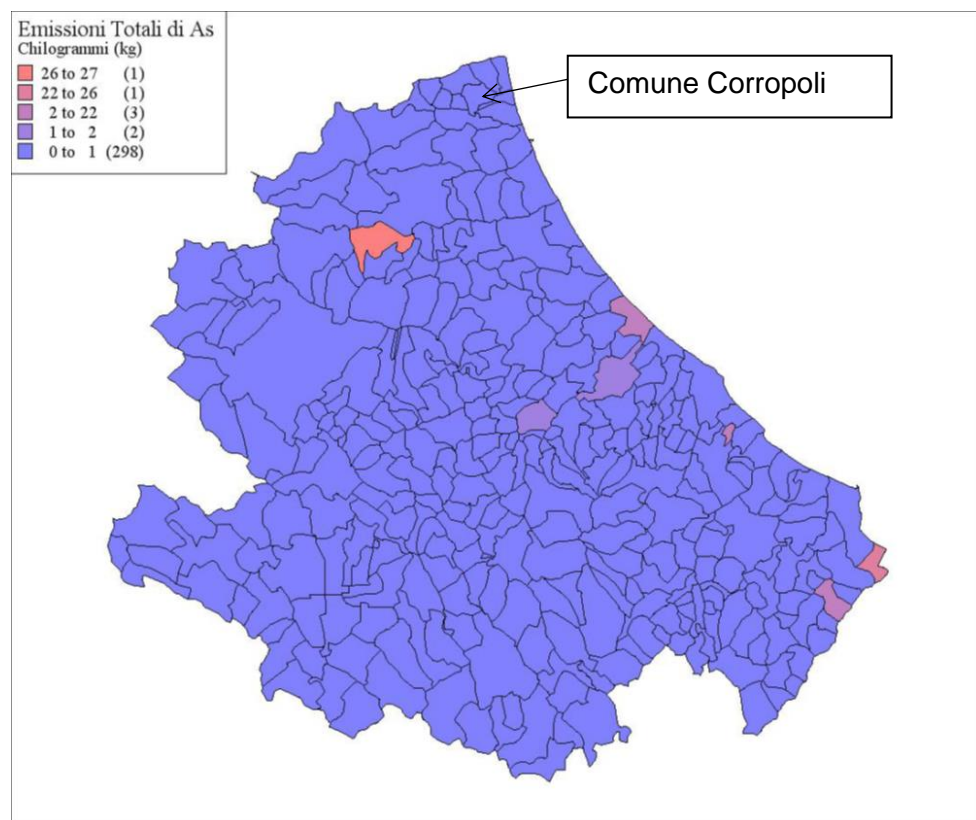 Emissioni Totali di As
Chilogrammi (kg)
26 to 27 (1)
22 to 26 (1)
2 to 22 (3)
1 to 2 (2)
0 to 1 (298)
Comune Corropoli